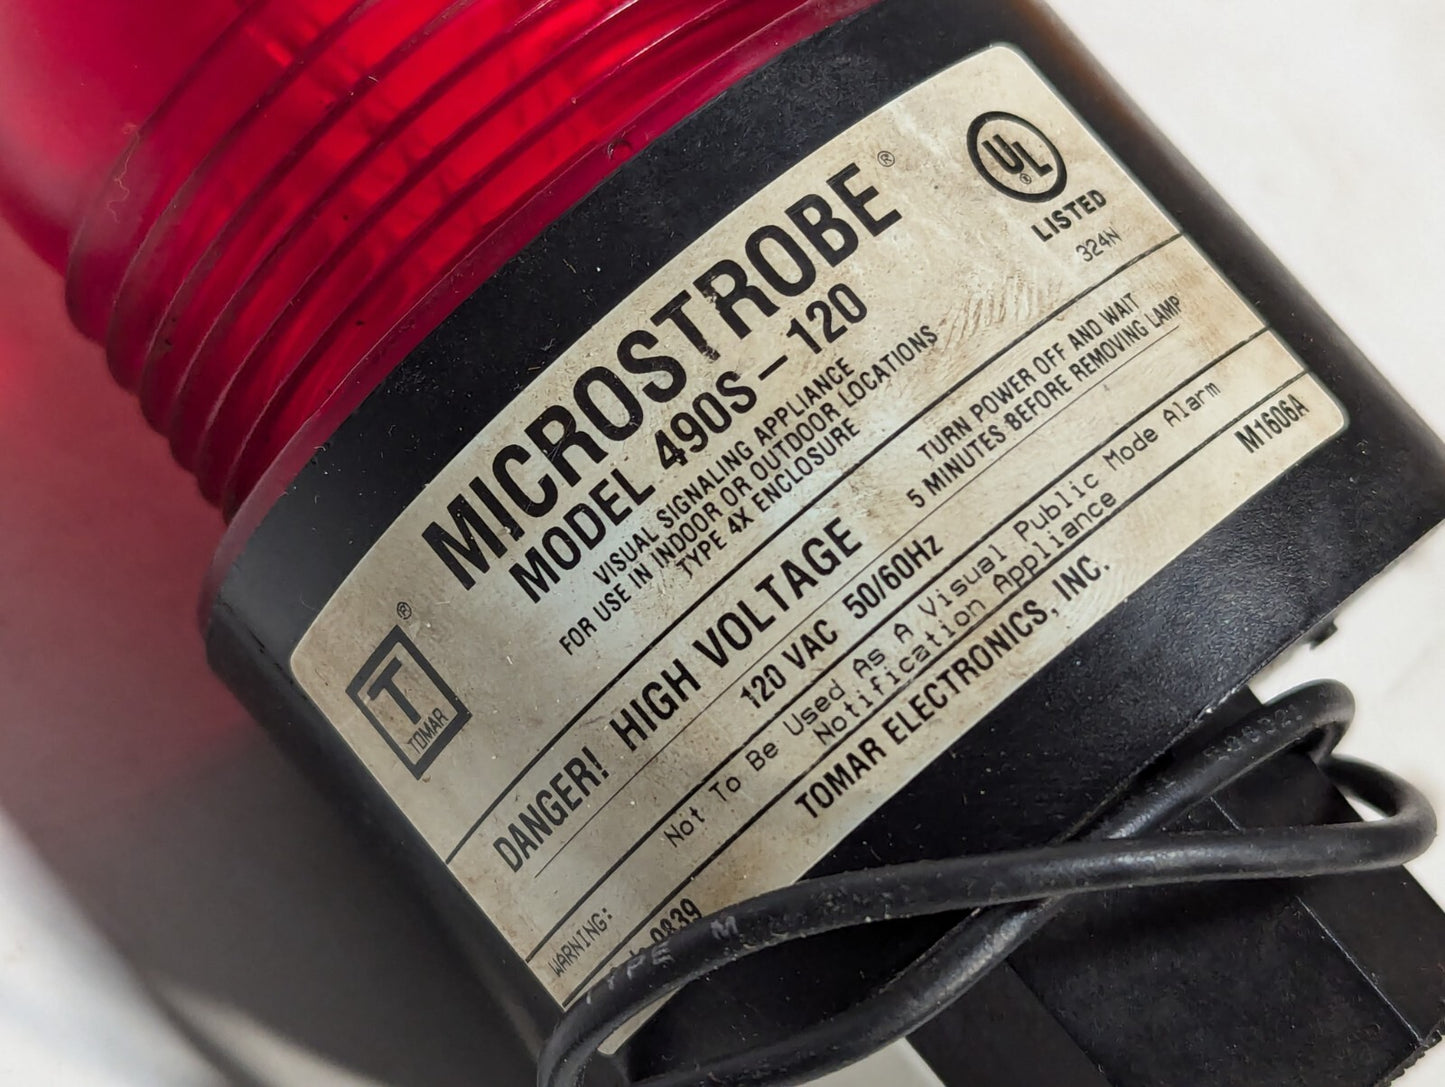 MICROSTROBE®
MODEL 490S-120
VISUAL SIGNALING APPLIANCE
FOR USE IN INDOOR OR OUTDOOR LOCATIONS
TYPE 4X ENCLOSURE
UL®
LISTED
324N
®
T
TOMAR
DANGER! HIGH VOLTAGE
TURN POWER OFF AND WAIT
5 MINUTES BEFORE REMOVING LAMP
120 VAC 50/60Hz
WARNING:
Not To Be Used As A Visual Public Mode Alarm
Notification Appliance
0839
TOMAR ELECTRONICS, INC.
M1606A
TYPE M